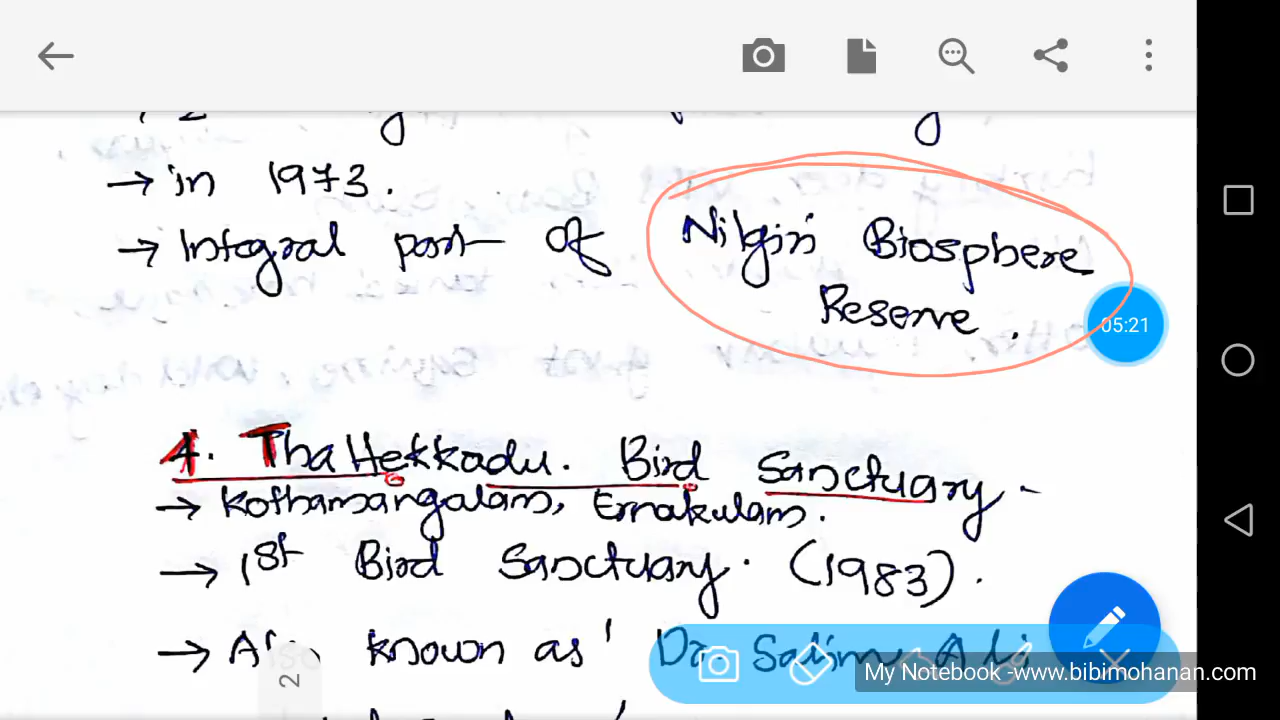 → in 1973.
→ Integral part of Nilgiri Biosphere
Reserve.
05:21
4. Thattekkadu. Bird Sanctuary.
→ Kothamangalam, Ernakulam.
→ 1st Bird Sanctuary. (1983).
→ known as ' Dr. Salim Ali
2
My Notebook -www.bibimohanan.com